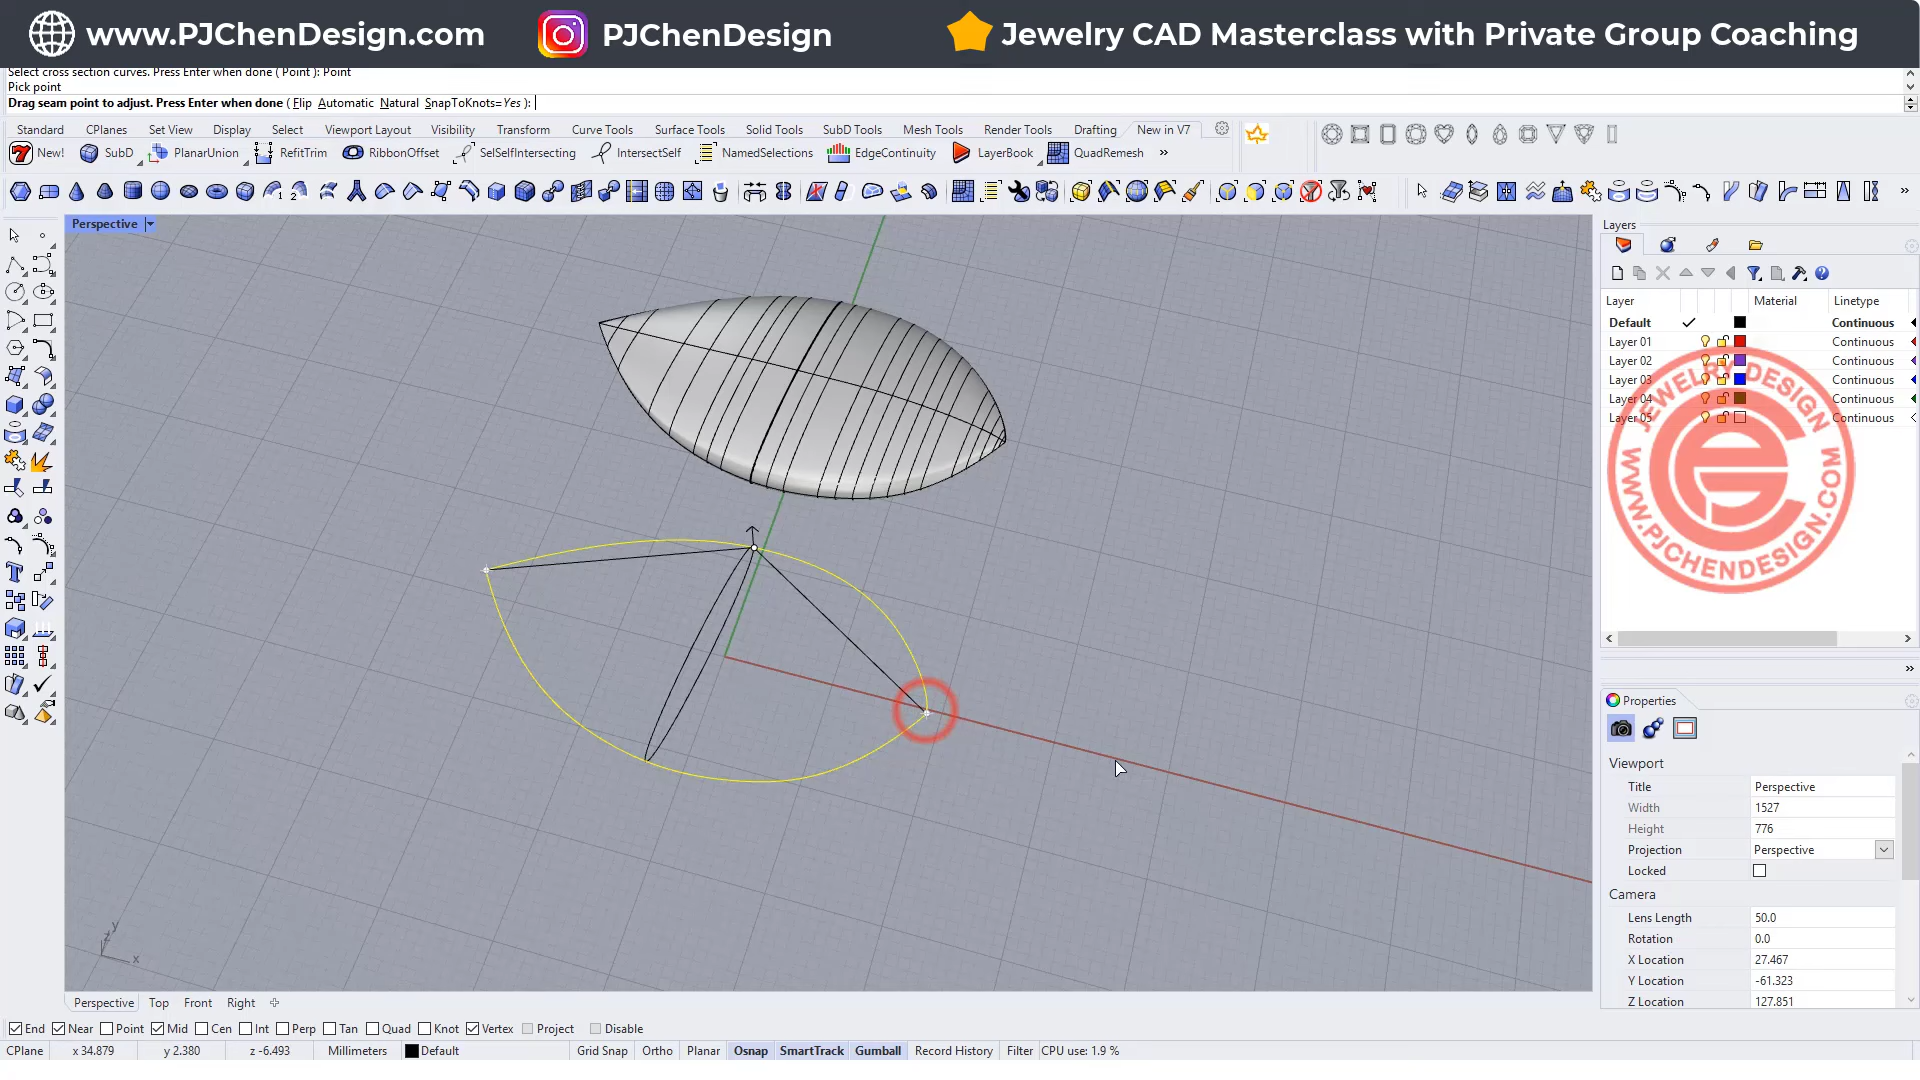 www.PJChenDesign.com PJChenDesign Jewelry CAD Masterclass with Private Group Coaching
Select cross section curves. Press Enter when done ( Point ): Point
Pick point
Drag seam point to adjust. Press Enter when done ( Flip Automatic Natural SnapToKnots=Yes ):
Standard CPlanes Set View Display Select Viewport Layout Visibility Transform Curve Tools Surface Tools Solid Tools SubD Tools Mesh Tools Render Tools Drafting New in V7
7 New! SubD PlanarUnion RefitTrim RibbonOffset SelSelfIntersecting IntersectSelf NamedSelections EdgeContinuity LayerBook QuadRemesh »
Perspective
Layers
Layer Material Linetype
Default Continuous
Layer 01 Continuous
Layer 02 Continuous
Layer 03 Continuous
Layer 04 Continuous
Layer 05 Continuous
JEWELRY DESIGN
WWW.PJCHENDESIGN.COM
Properties
Viewport
Title Perspective
Width 1527
Height 776
Projection Perspective
Locked
Camera
Lens Length 50.0
Rotation 0.0
X Location 27.467
Y Location -61.323
Z Location 127.851
y
z
x
Perspective Top Front Right
End Near Point Mid Cen Int Perp Tan Quad Knot Vertex Project Disable
CPlane x 34.879 y 2.380 z -6.493 Millimeters Default Grid Snap Ortho Planar Osnap SmartTrack Gumball Record History Filter CPU use: 1.9 %